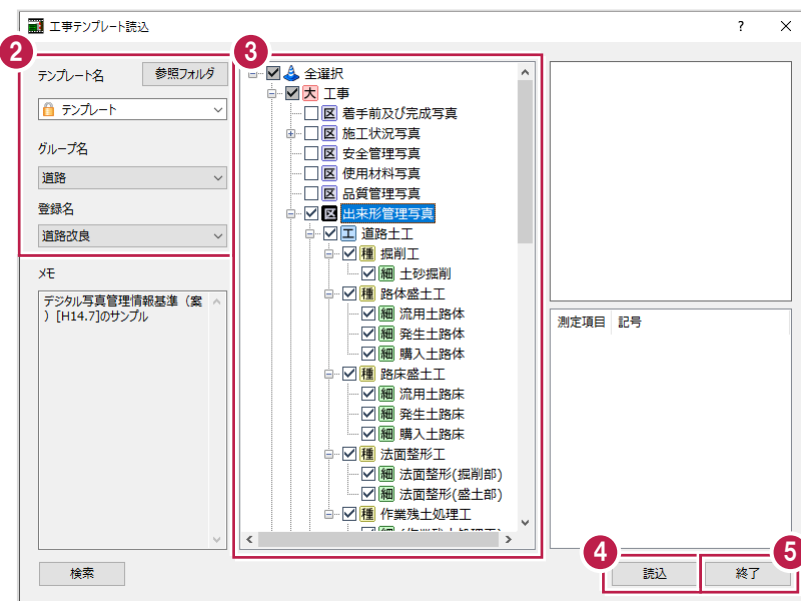 工事テンプレート読込
?
×
2
3
テンプレート名
参照フォルダ
テンプレート
グループ名
道路
登録名
道路改良
メモ
デジタル写真管理情報基準（案
）[H14.7]のサンプル
検索
全選択
大 工事
区 着手前及び完成写真
区 施工状況写真
区 安全管理写真
区 使用材料写真
区 品質管理写真
区 出来形管理写真
工 道路土工
種 掘削工
細 土砂掘削
種 路体盛土工
細 流用土路体
細 発生土路体
細 購入土路体
種 路床盛土工
細 流用土路床
細 発生土路床
細 購入土路床
種 法面整形工
細 法面整形(掘削部)
細 法面整形(盛土部)
種 作業残土処理工
測定項目 記号
4
5
読込
終了